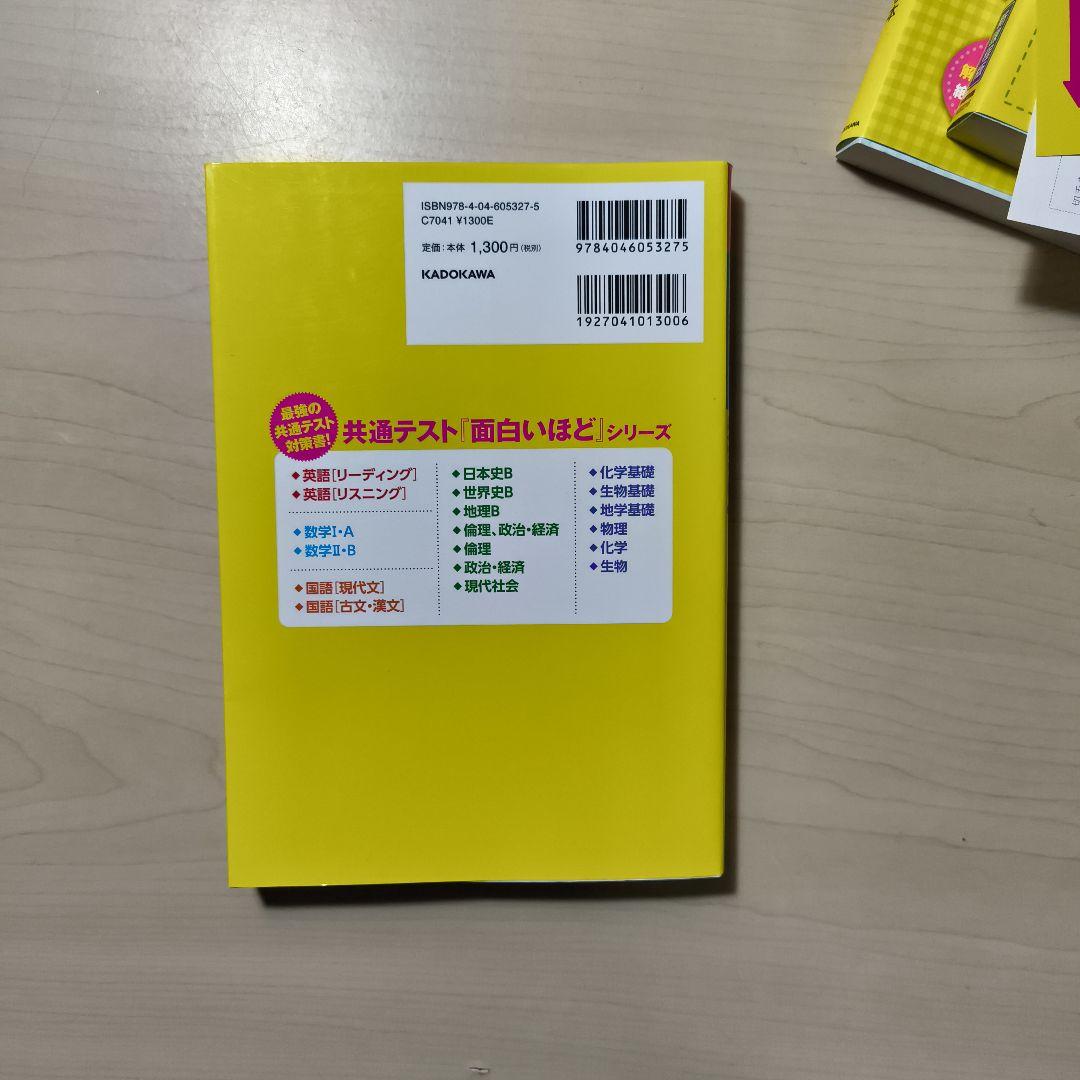 ISBN978-4-04-605327-5
C7041 ¥1300E
定価：本体 1,300円（税別）
KADOKAWA
9784046053275
1927041013006
最強の
共通テスト
対策書！
共通テスト『面白いほど』シリーズ
◆英語［リーディング］
◆英語［リスニング］
◆数学Ⅰ・A
◆数学Ⅱ・B
◆国語［現代文］
◆国語［古文・漢文］
◆日本史B
◆世界史B
◆地理B
◆倫理、政治・経済
◆倫理
◆政治・経済
◆現代社会
◆化学基礎
◆生物基礎
◆地学基礎
◆物理
◆化学
◆生物
KADOKAWA